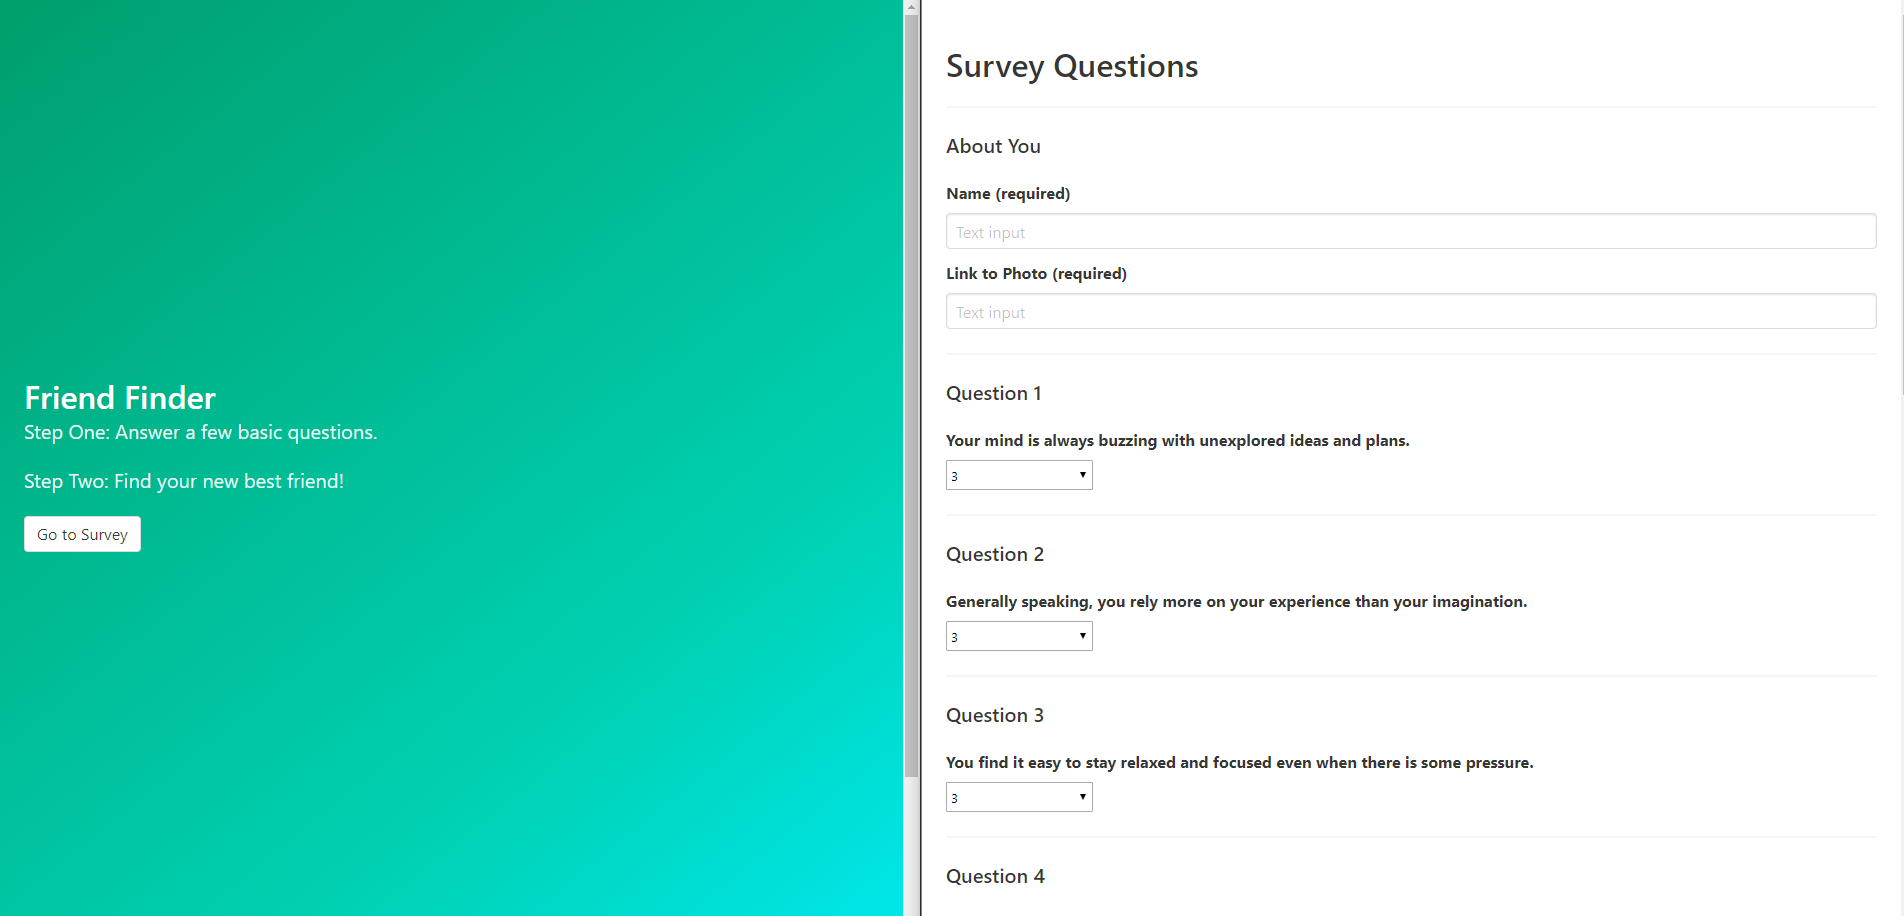 Friend Finder
Step One: Answer a few basic questions.
Step Two: Find your new best friend!
Go to Survey
Survey Questions
About You
Name (required)
Text input
Link to Photo (required)
Text input
Question 1
Your mind is always buzzing with unexplored ideas and plans.
3
Question 2
Generally speaking, you rely more on your experience than your imagination.
3
Question 3
You find it easy to stay relaxed and focused even when there is some pressure.
3
Question 4